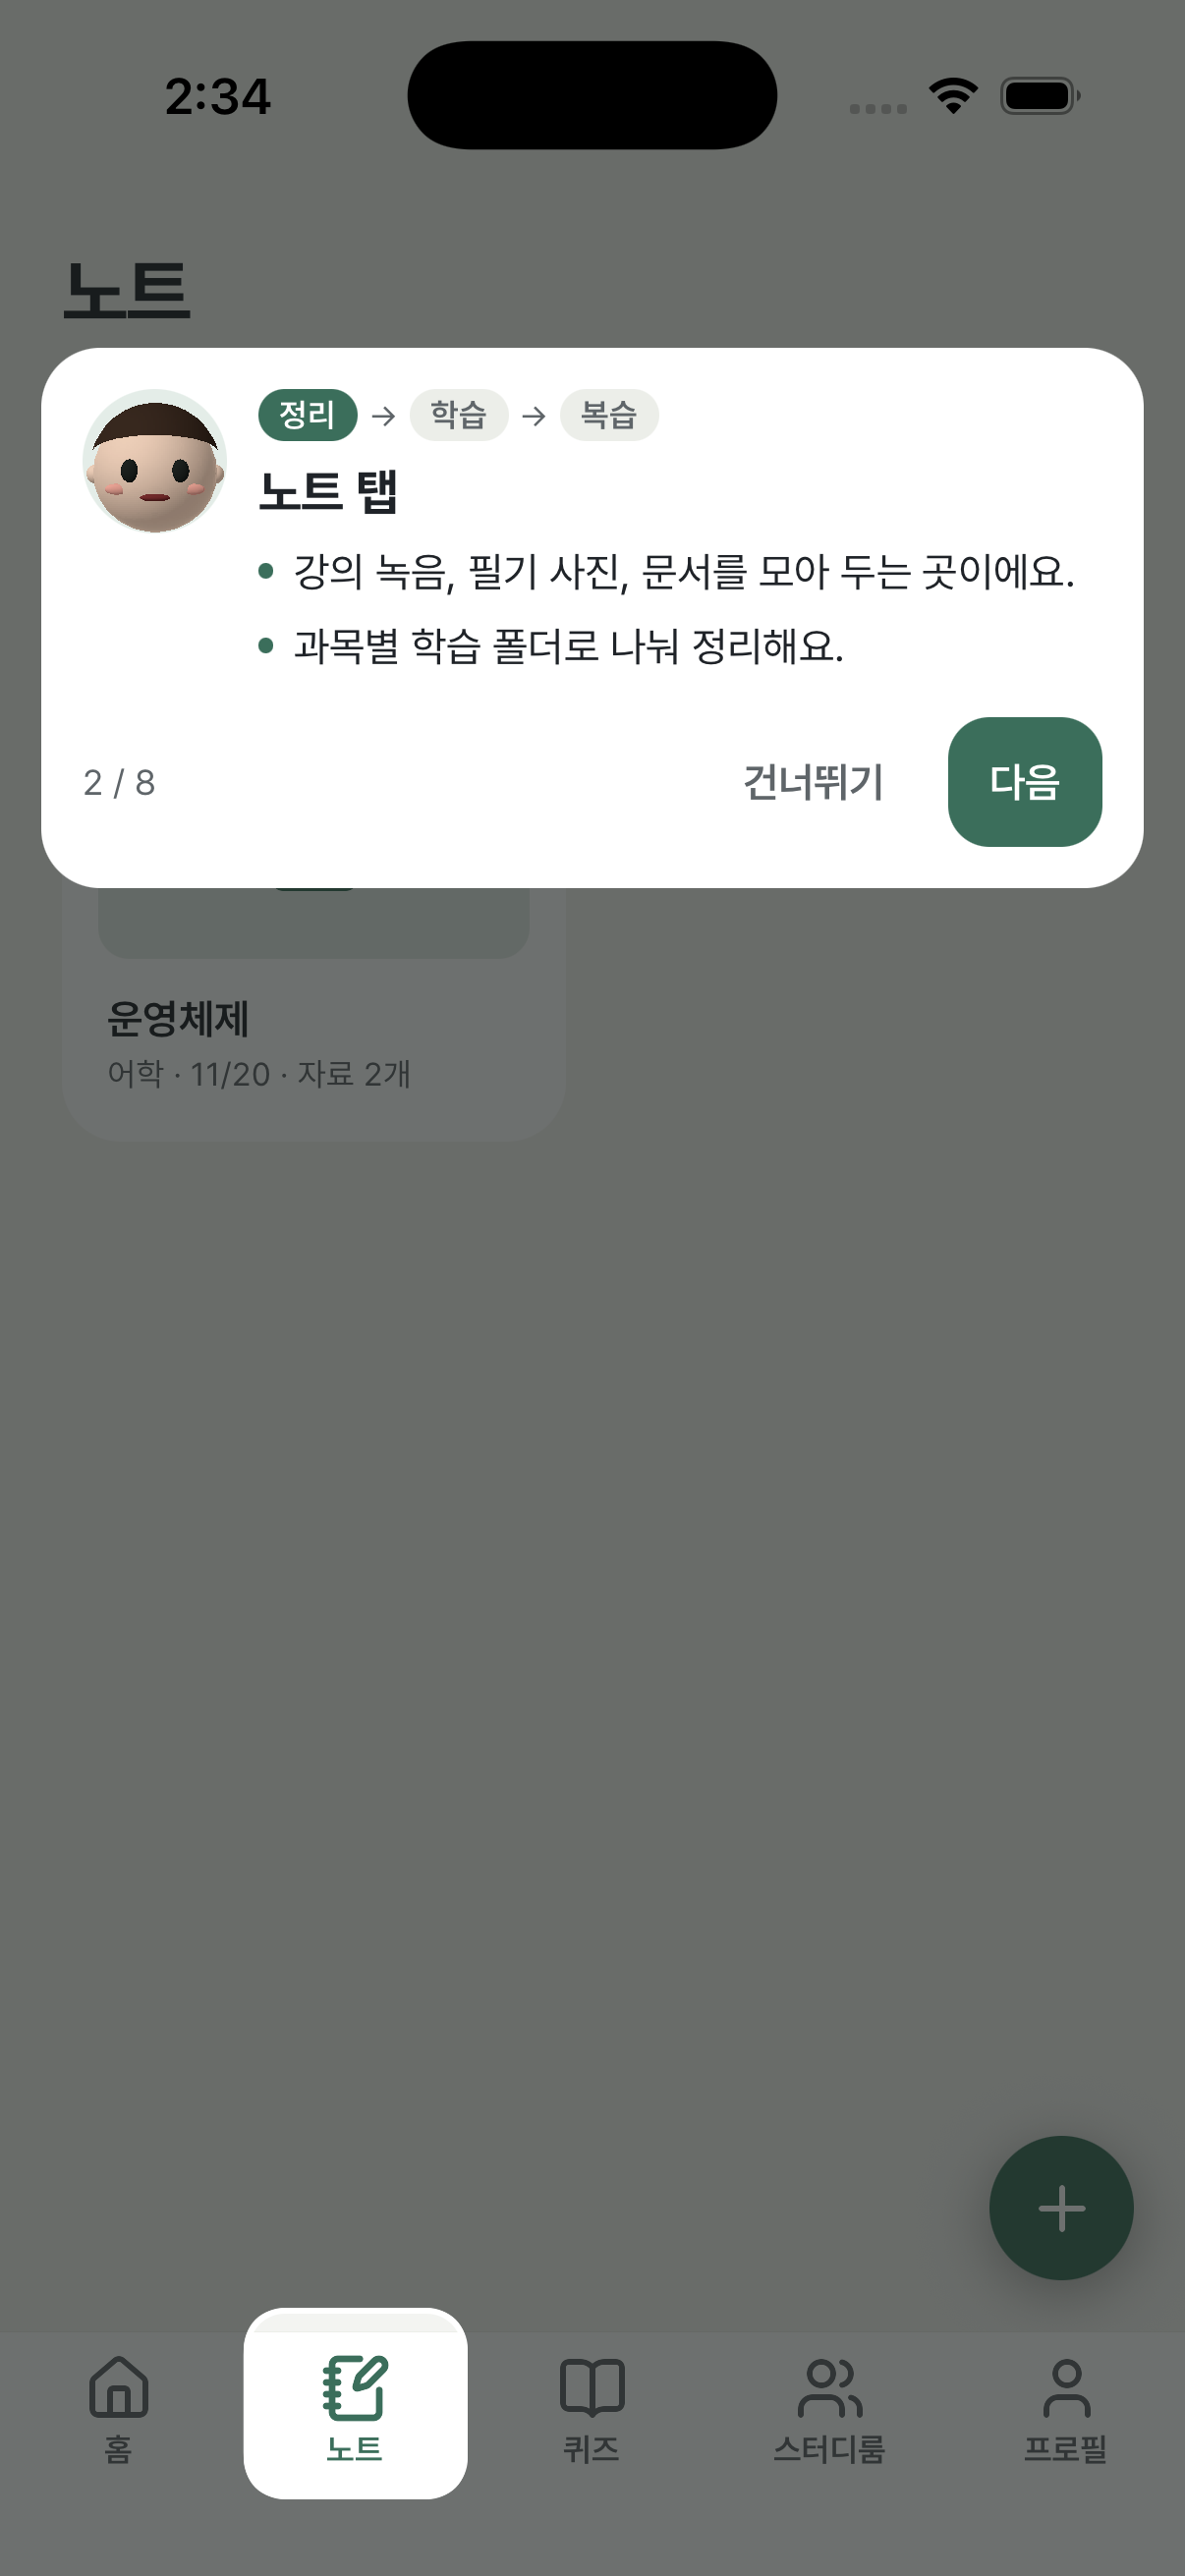 2:34
노트
정리 → 학습 → 복습
노트 탭
• 강의 녹음, 필기 사진, 문서를 모아 두는 곳이에요.
• 과목별 학습 폴더로 나눠 정리해요.
2 / 8
건너뛰기
다음
운영체제
어학 · 11/20 · 자료 2개
홈
노트
퀴즈
스터디룸
프로필